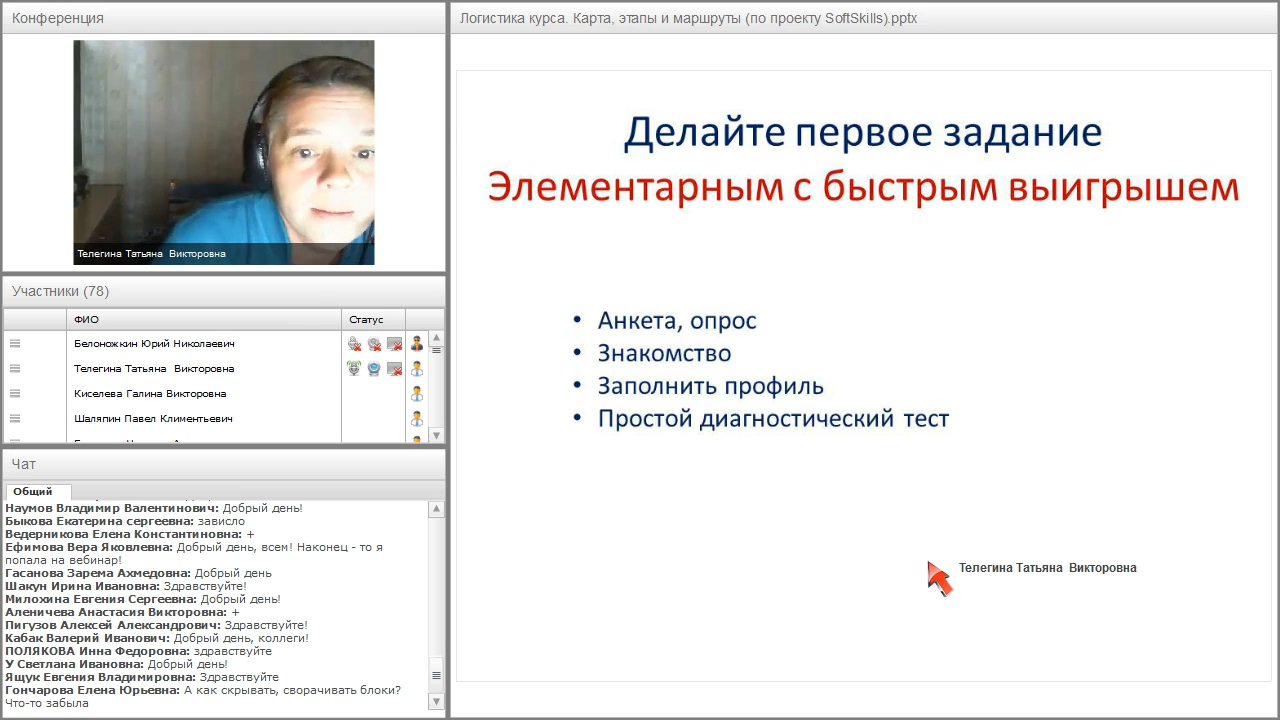 Конференция
Телегина Татьяна  Викторовна
Участники (78)
ФИО
Статус
Белоножкин Юрий Николаевич
Телегина Татьяна  Викторовна
Киселева Галина Викторовна
Шаляпин Павел Климентьевич
Чат
Общий
Наумов Владимир Валентинович: Добрый день!
Быкова Екатерина сергеевна: зависло
Ведерникова Елена Константиновна: +
Ефимова Вера Яковлевна: Добрый день, всем! Наконец - то я
попала на вебинар!
Гасанова Зарема Ахмедовна: Добрый день
Шакун Ирина Ивановна: Здравствуйте!
Милохина Евгения Сергеевна: Добрый день!
Аленичева Анастасия Викторовна: +
Пигузов Алексей Александрович: Здравствуйте!
Кабак Валерий Иванович: Добрый день, коллеги!
ПОЛЯКОВА Инна Федоровна: здравствуйте
У Светлана Ивановна: Добрый день!
Ящук Евгения Владимировна: Здравствуйте
Гончарова Елена Юрьевна: А как скрывать, сворачивать блоки?
Что-то забыла
Логистика курса. Карта, этапы и маршруты (по проекту SoftSkills).pptx
Делайте первое задание
Элементарным с быстрым выигрышем
• Анкета, опрос
• Знакомство
• Заполнить профиль
• Простой диагностический тест
Телегина Татьяна  Викторовна